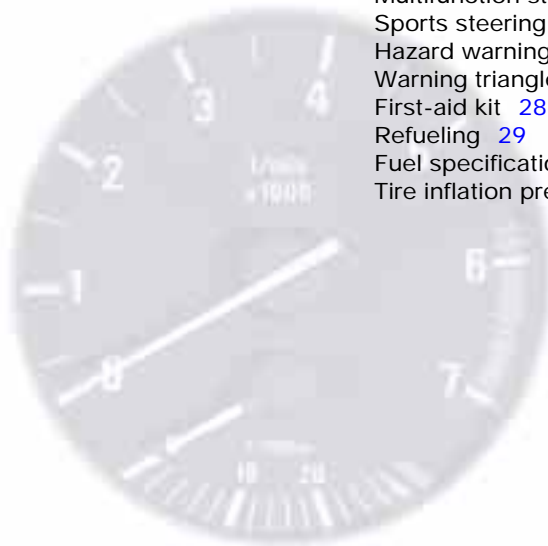 Sports steering
Hazard warning
Warning triangle
First-aid kit 28
Refueling 29
Fuel specificatio
Tire inflation pre
3
4
2
1/min
x1000
1
6
0
7
10
20